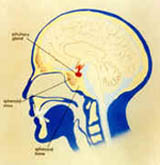 pituitary
gland
sphenoid
sinus
sphenoid
bone